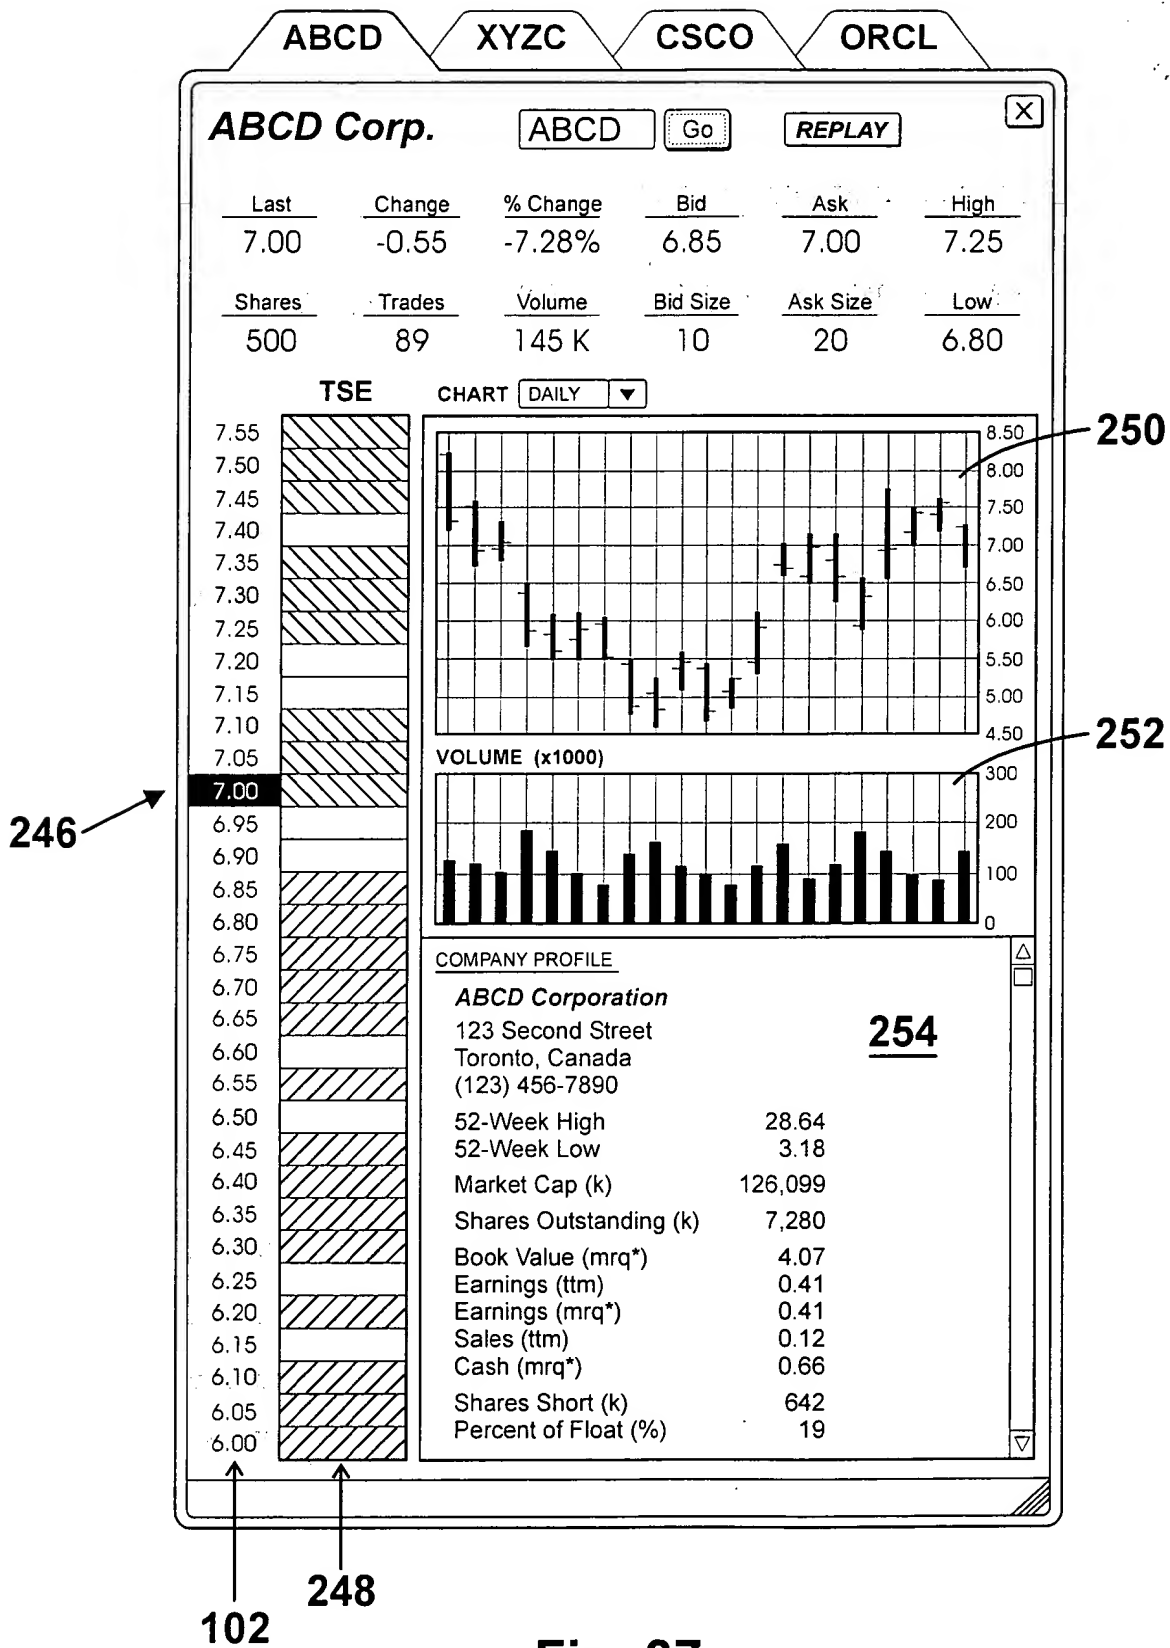 ABCD XYZC CSCO ORCL
ABCD Corp. ABCD Go REPLAY X
Last Change % Change Bid Ask High
7.00 -0.55 -7.28% 6.85 7.00 7.25
Shares Trades Volume Bid Size Ask Size Low
500 89 145 K 10 20 6.80
TSE CHART DAILY
7.55
7.50
7.45
7.40
7.35
7.30
7.25
7.20
7.15
7.10
7.05
7.00
6.95
6.90
6.85
6.80
6.75
6.70
6.65
6.60
6.55
6.50
6.45
6.40
6.35
6.30
6.25
6.20
6.15
6.10
6.05
6.00
8.50
8.00
7.50
7.00
6.50
6.00
5.50
5.00
4.50
250
VOLUME (x1000)
300
200
100
0
252
246
COMPANY PROFILE
ABCD Corporation
123 Second Street
Toronto, Canada
(123) 456-7890
254
52-Week High 28.64
52-Week Low 3.18
Market Cap (k) 126,099
Shares Outstanding (k) 7,280
Book Value (mrq*) 4.07
Earnings (ttm) 0.41
Earnings (mrq*) 0.41
Sales (ttm) 0.12
Cash (mrq*) 0.66
Shares Short (k) 642
Percent of Float (%) 19
248
102